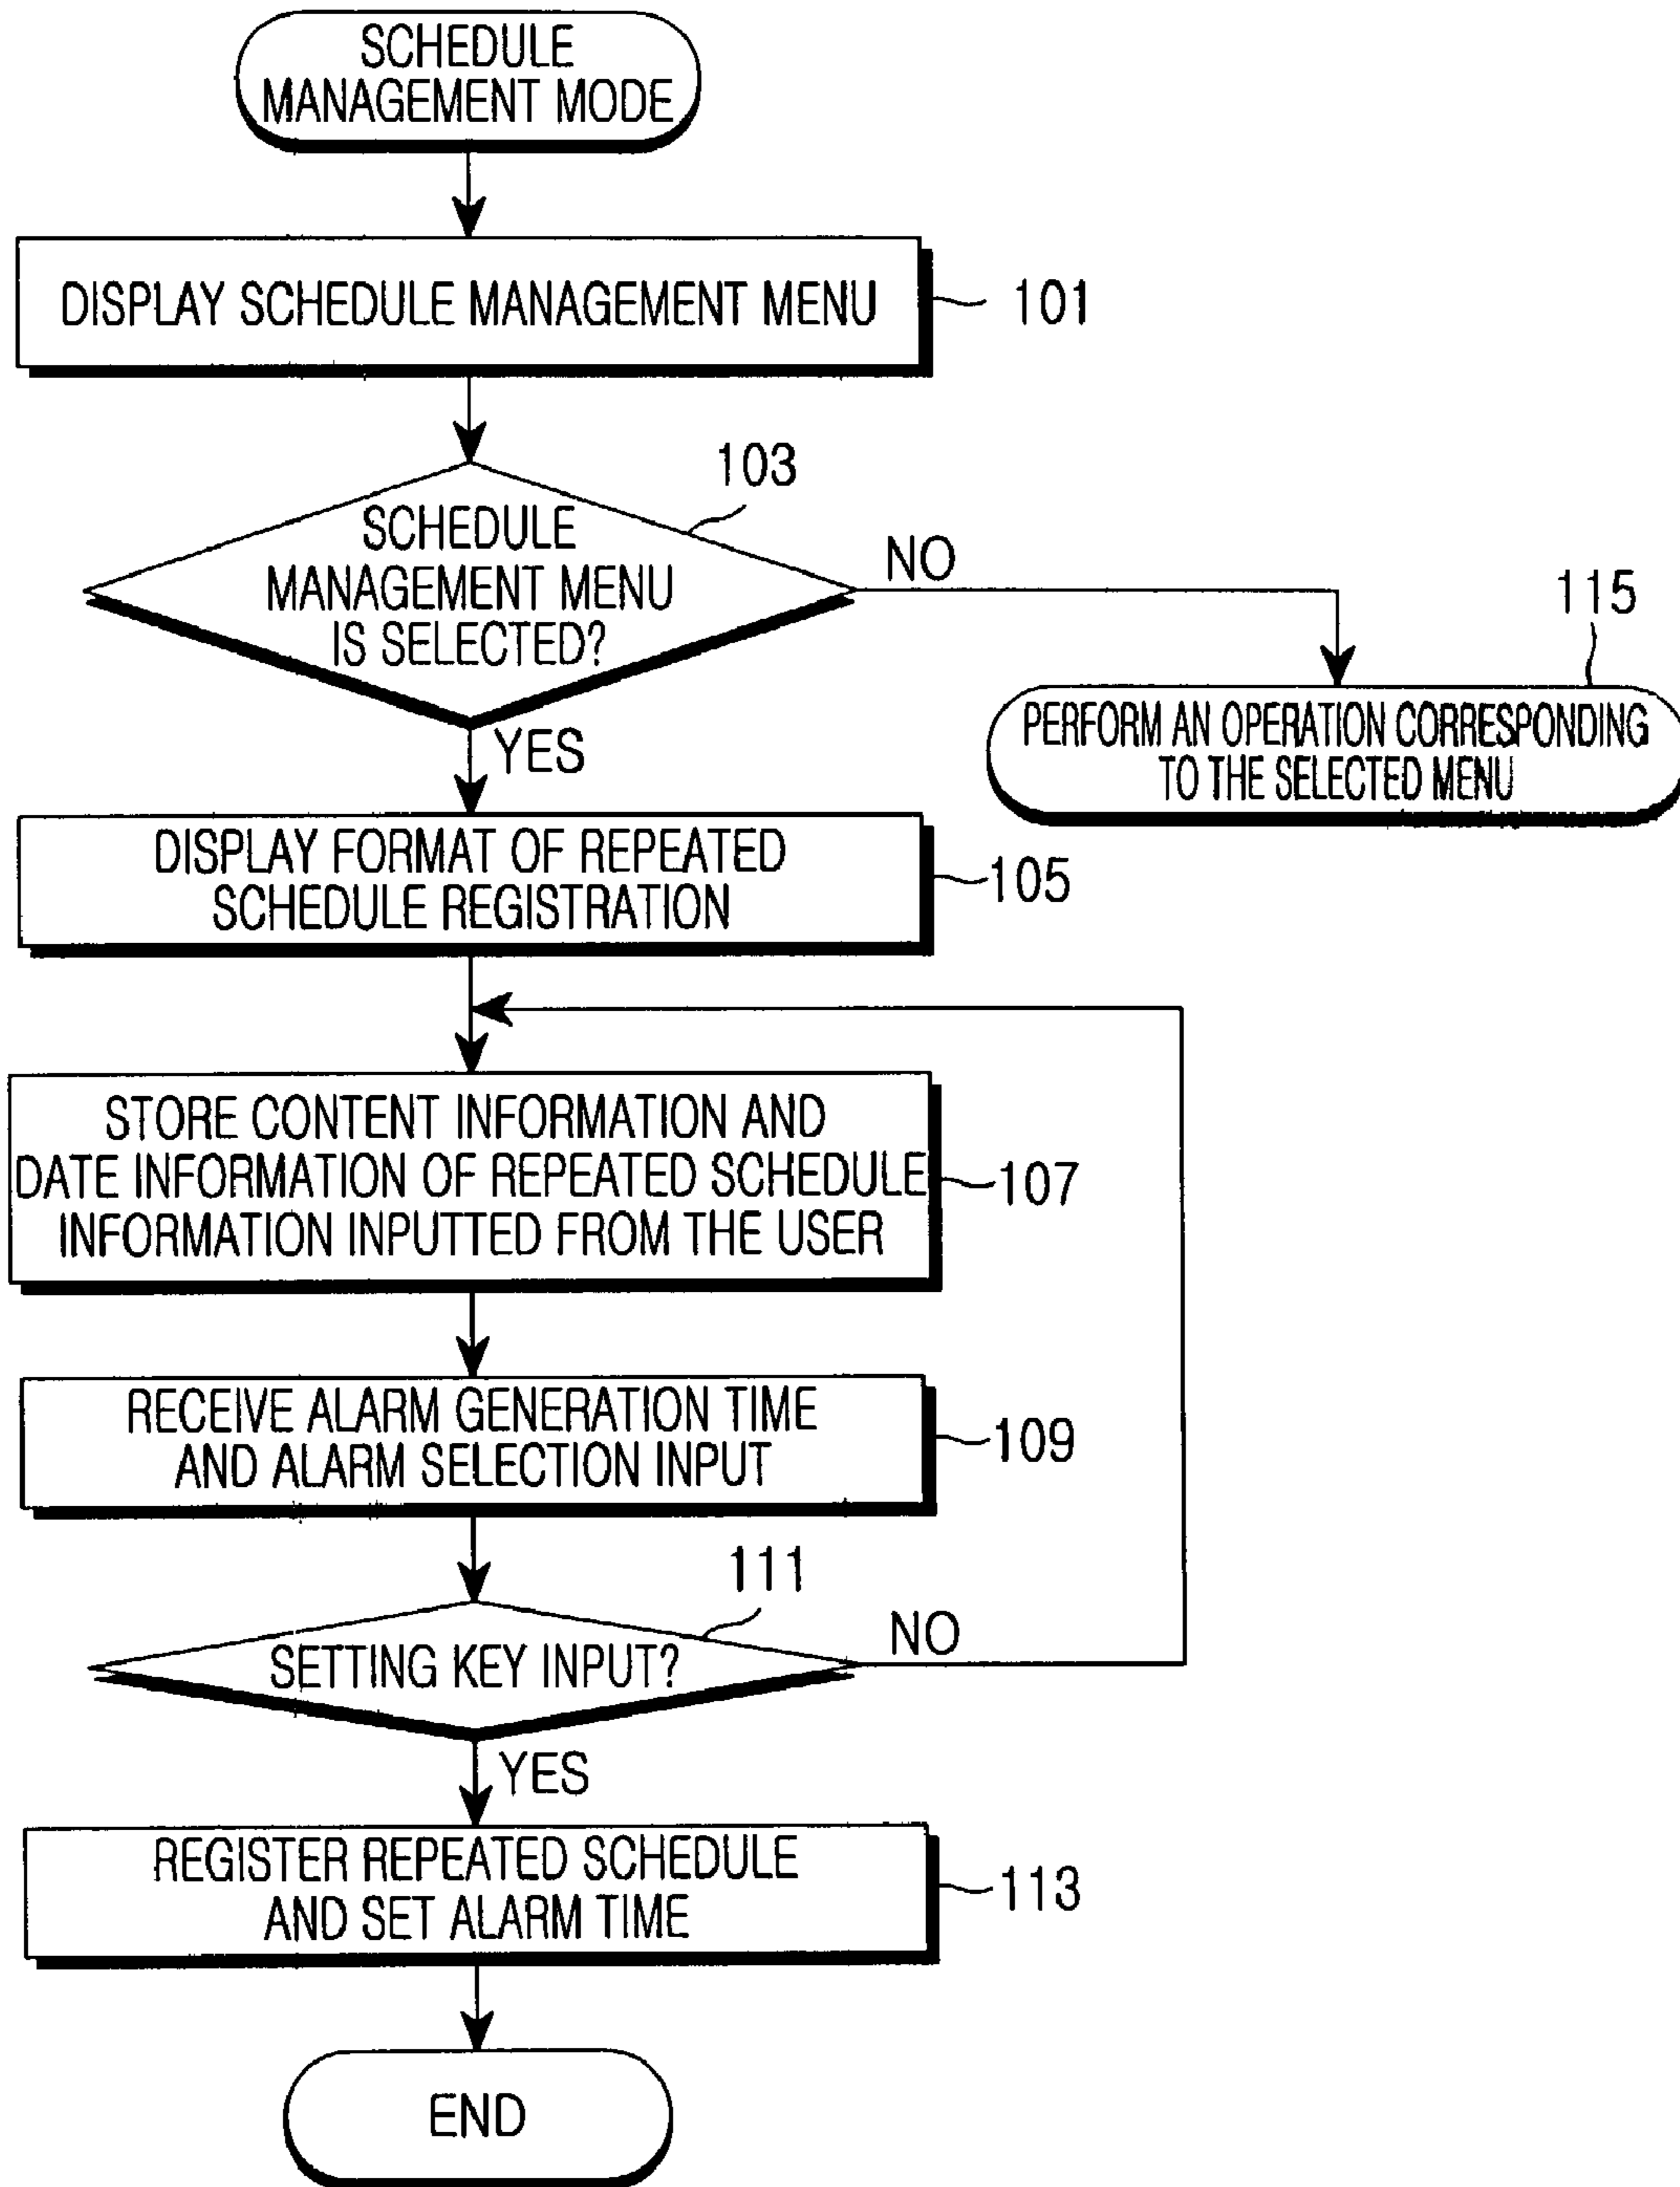 SCHEDULE
MANAGEMENT MODE
DISPLAY SCHEDULE MANAGEMENT MENU
101
103
SCHEDULE
MANAGEMENT MENU
IS SELECTED?
NO
115
PERFORM AN OPERATION CORRESPONDING
TO THE SELECTED MENU
YES
DISPLAY FORMAT OF REPEATED
SCHEDULE REGISTRATION
105
STORE CONTENT INFORMATION AND
DATE INFORMATION OF REPEATED SCHEDULE
INFORMATION INPUTTED FROM THE USER
107
RECEIVE ALARM GENERATION TIME
AND ALARM SELECTION INPUT
109
111
SETTING KEY INPUT?
NO
YES
REGISTER REPEATED SCHEDULE
AND SET ALARM TIME
113
END